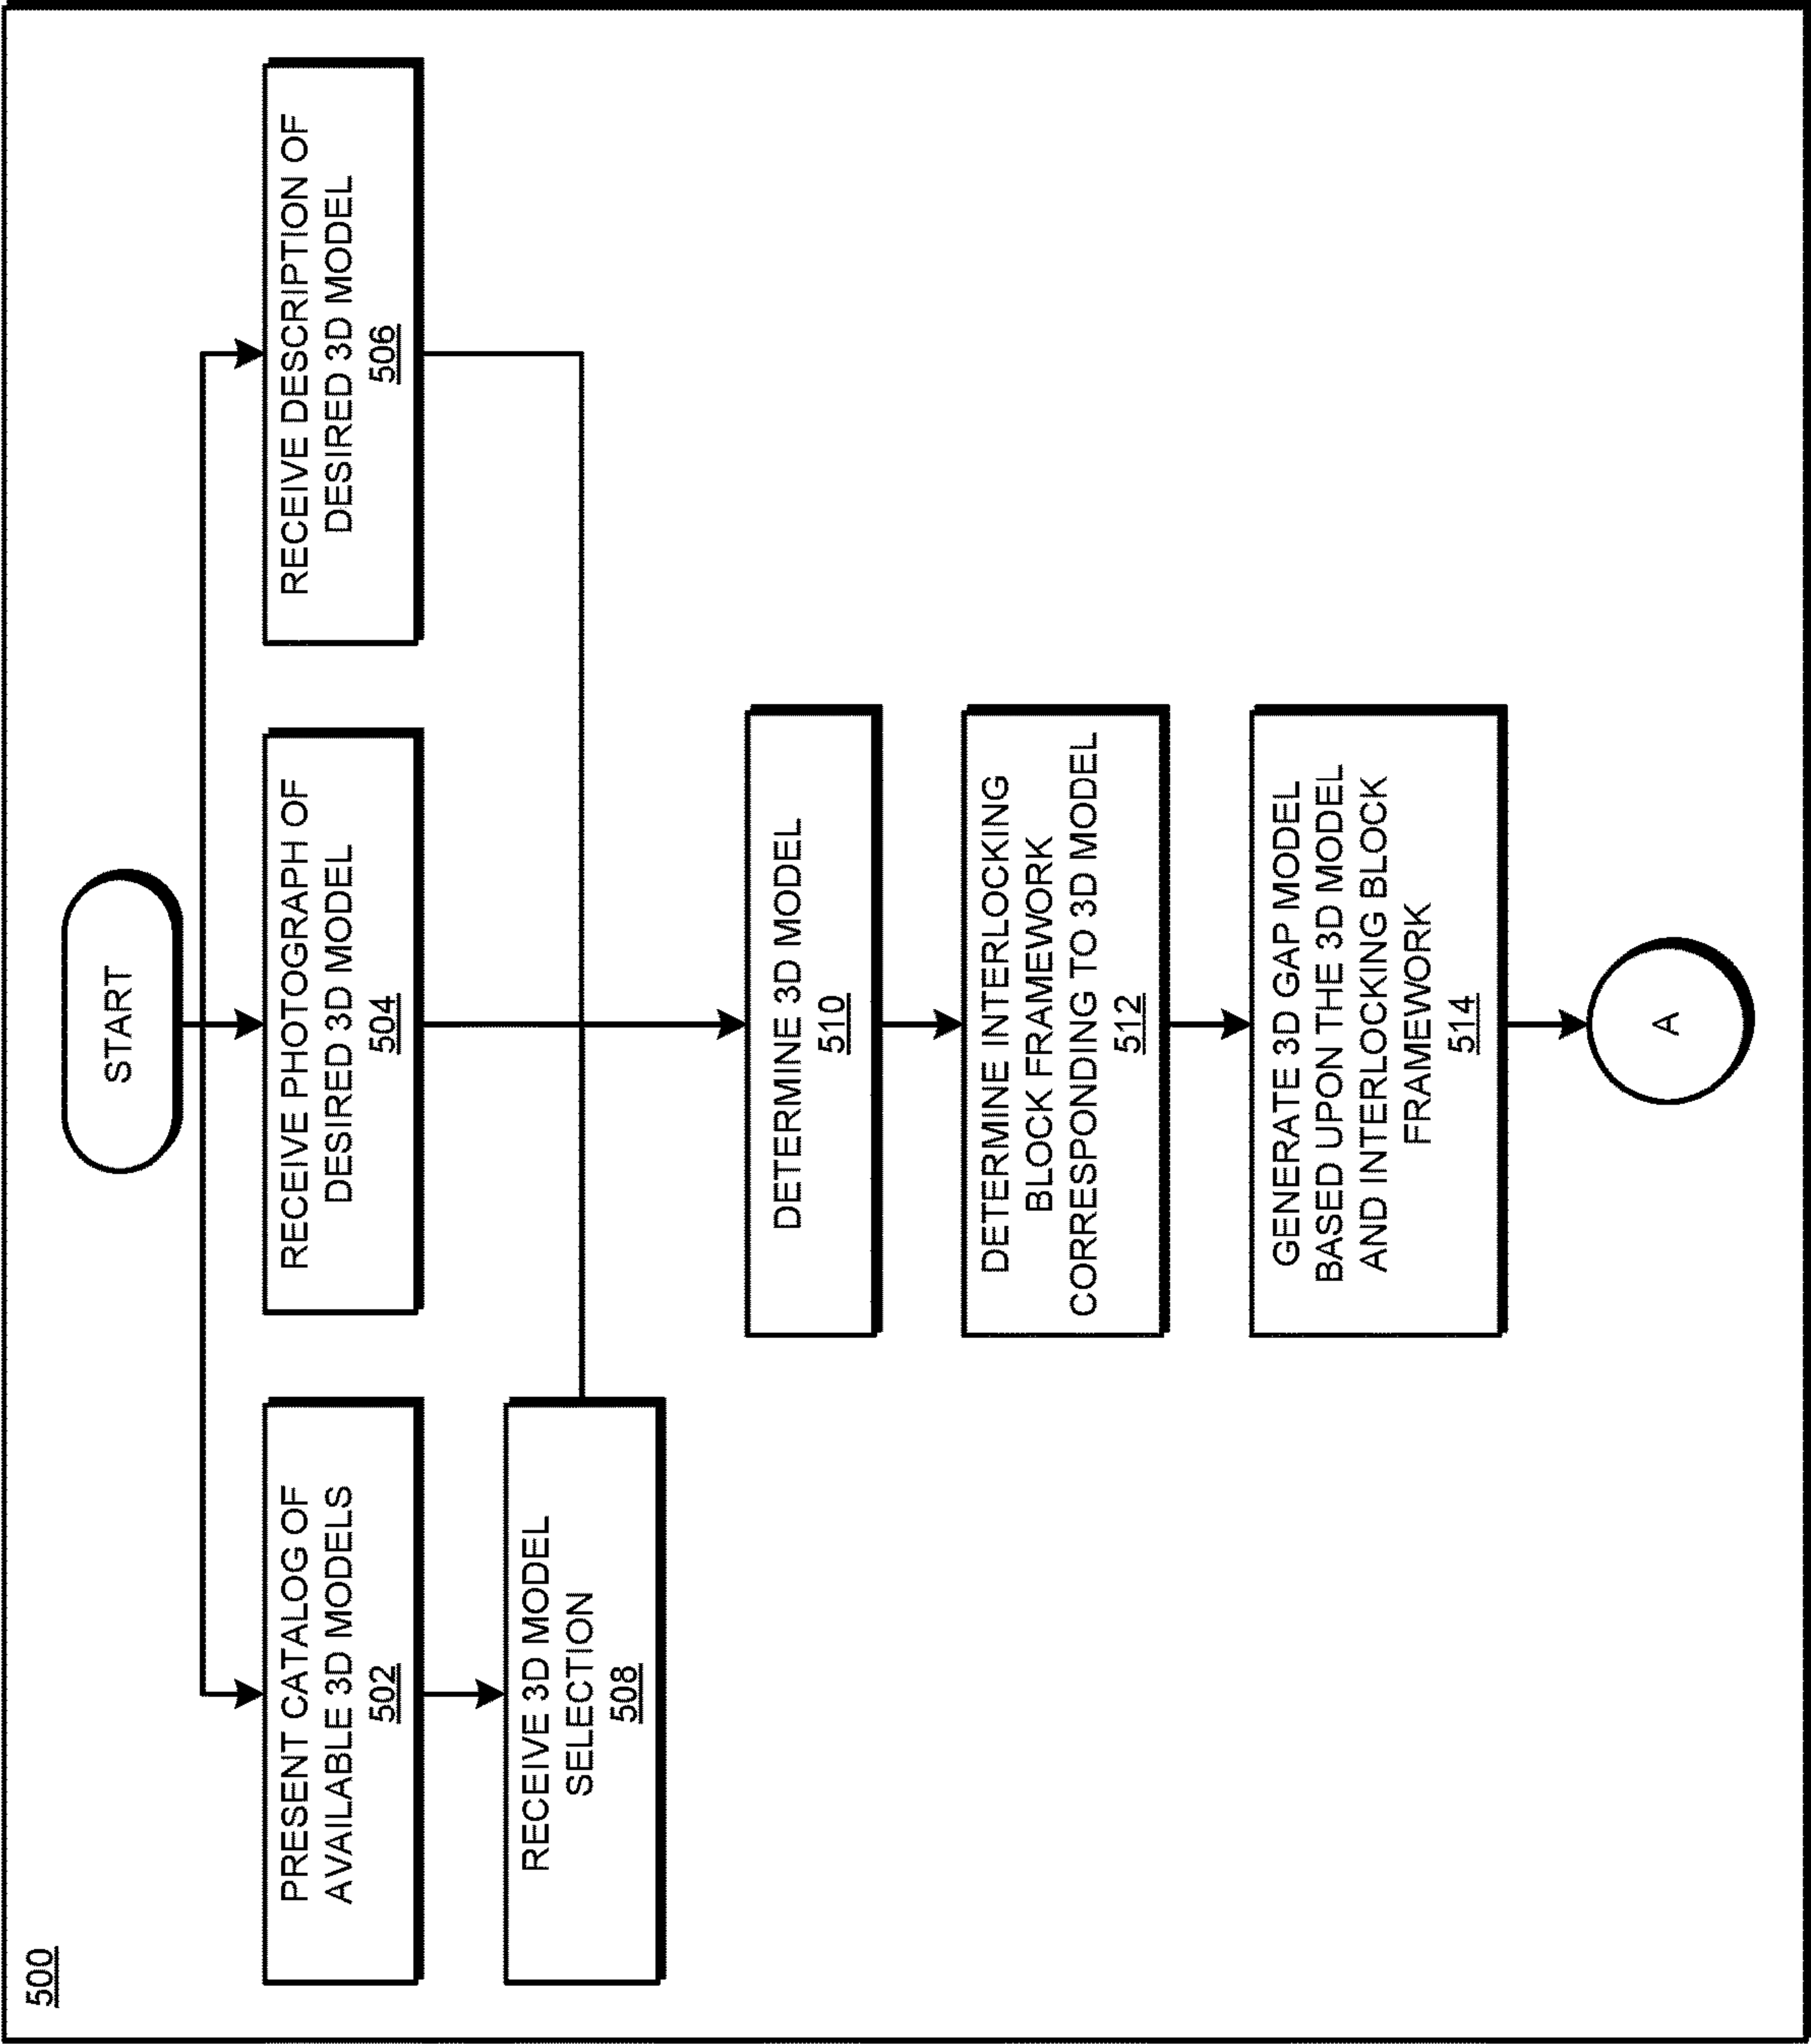 500
START
PRESENT CATALOG OF
AVAILABLE 3D MODELS
502
RECEIVE PHOTOGRAPH OF
DESIRED 3D MODEL
504
RECEIVE DESCRIPTION OF
DESIRED 3D MODEL
506
RECEIVE 3D MODEL
SELECTION
508
DETERMINE 3D MODEL
510
DETERMINE INTERLOCKING
BLOCK FRAMEWORK
CORRESPONDING TO 3D MODEL
512
GENERATE 3D GAP MODEL
BASED UPON THE 3D MODEL
AND INTERLOCKING BLOCK
FRAMEWORK
514
A